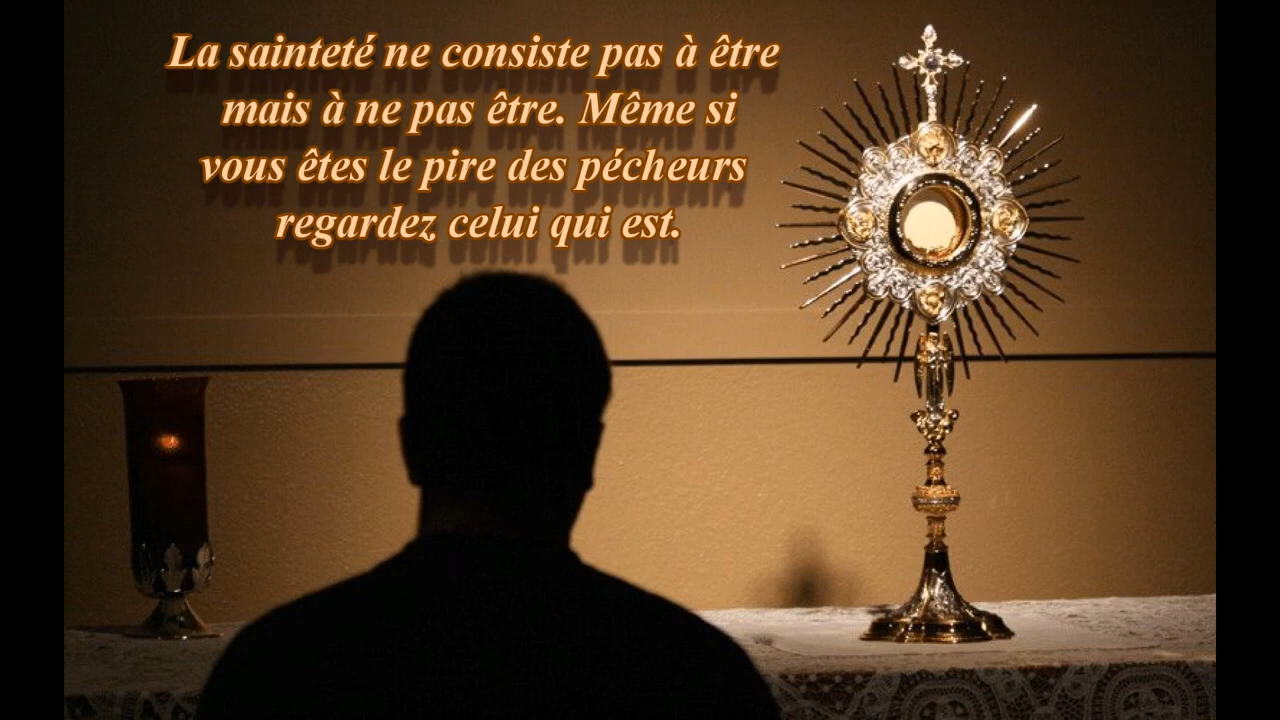 La sainteté ne consiste pas à être
mais à ne pas être. Même si
vous êtes le pire des pécheurs
regardez celui qui est.